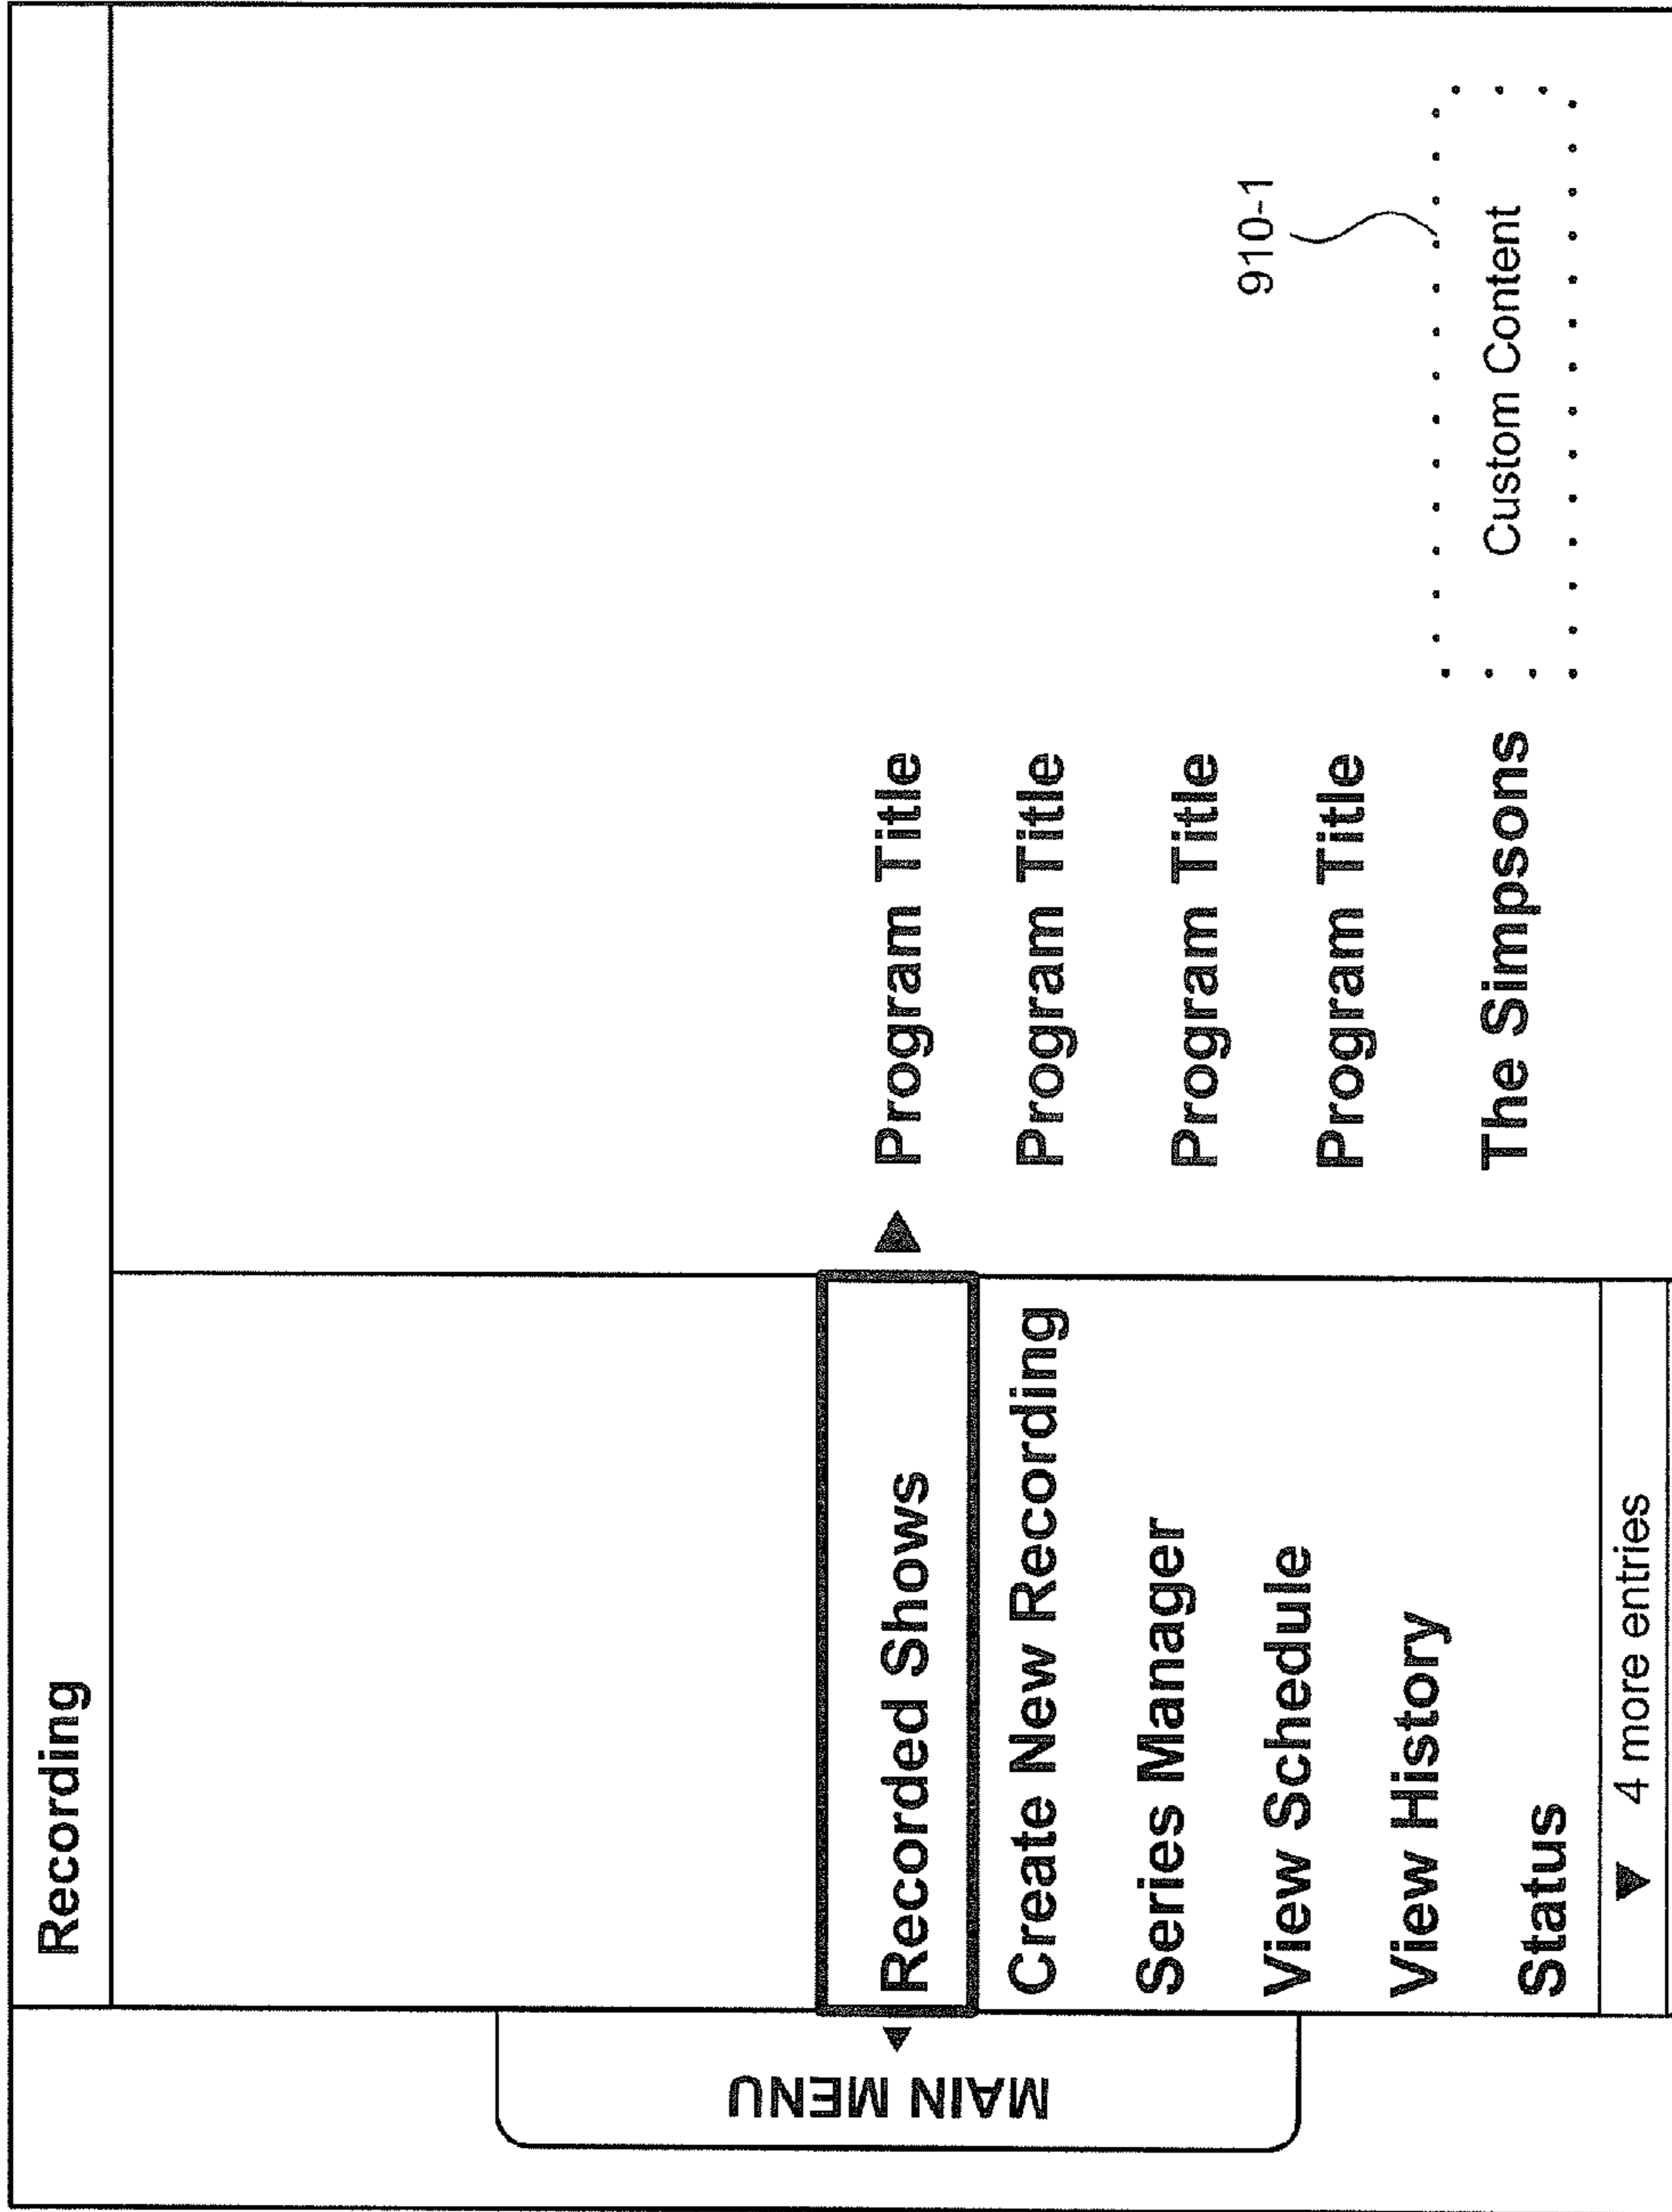 Recording
MAIN MENU
Recorded Shows
Create New Recording
Series Manager
View Schedule
View History
Status
4 more entries
Program Title
Program Title
Program Title
Program Title
The Simpsons
Custom Content
910-1